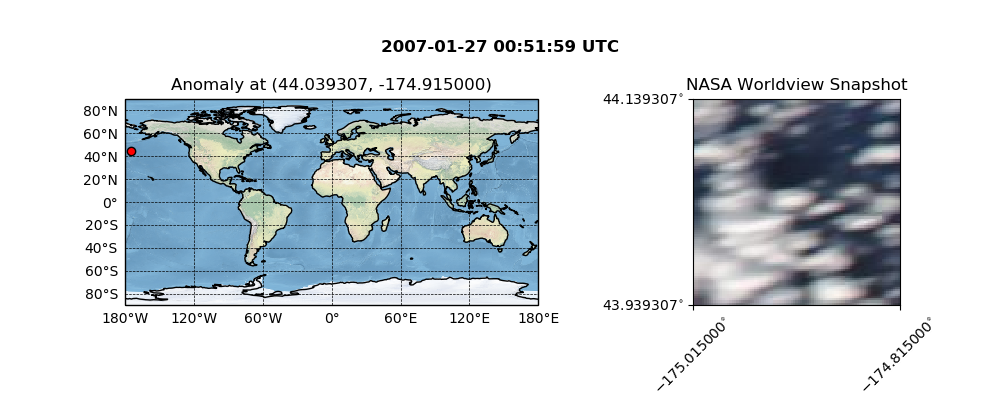 2007-01-27 00:51:59 UTC
Anomaly at (44.039307, -174.915000)
80°N
60°N
40°N
20°N
0°
20°S
40°S
60°S
80°S
180°W 120°W 60°W 0° 60°E 120°E 180°E
NASA Worldview Snapshot
44.139307°
43.939307°
−175.015000°
−174.815000°